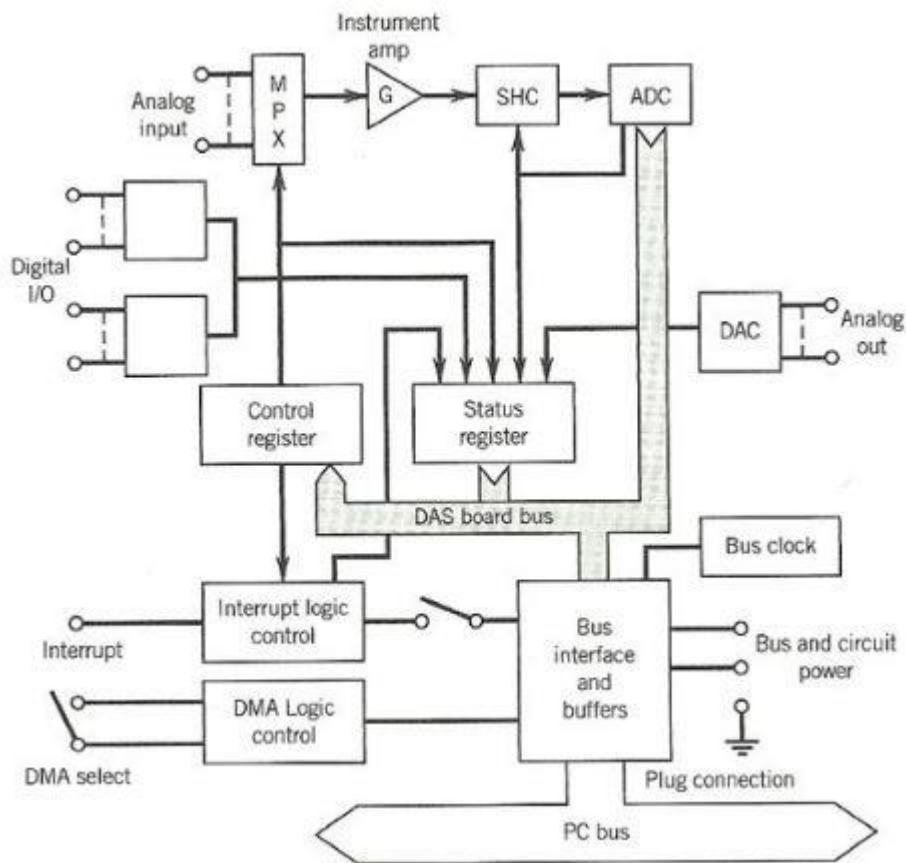 Instrument
amp
Analog
input
M
P
X
G
SHC
ADC
Digital
I/O
DAC
Analog
out
Control
register
Status
register
DAS board bus
Bus clock
Interrupt
Interrupt logic
control
Bus
interface
and
buffers
Bus and circuit
power
DMA Logic
control
DMA select
Plug connection
PC bus